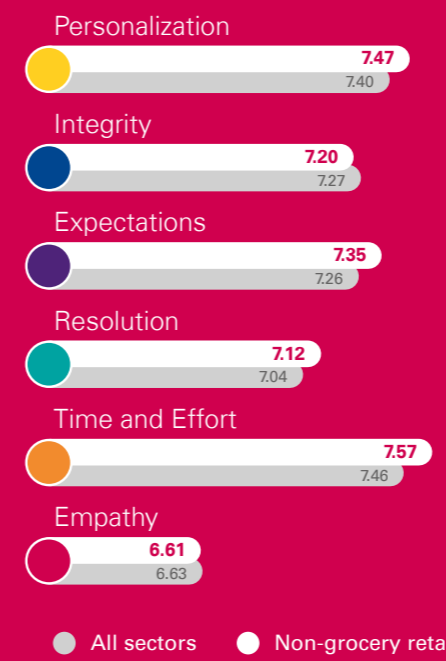 Personalization
7.47
7.40
Integrity
7.20
7.27
Expectations
7.35
7.26
Resolution
7.12
7.04
Time and Effort
7.57
7.46
Empathy
6.61
6.63
All sectors Non-grocery reta